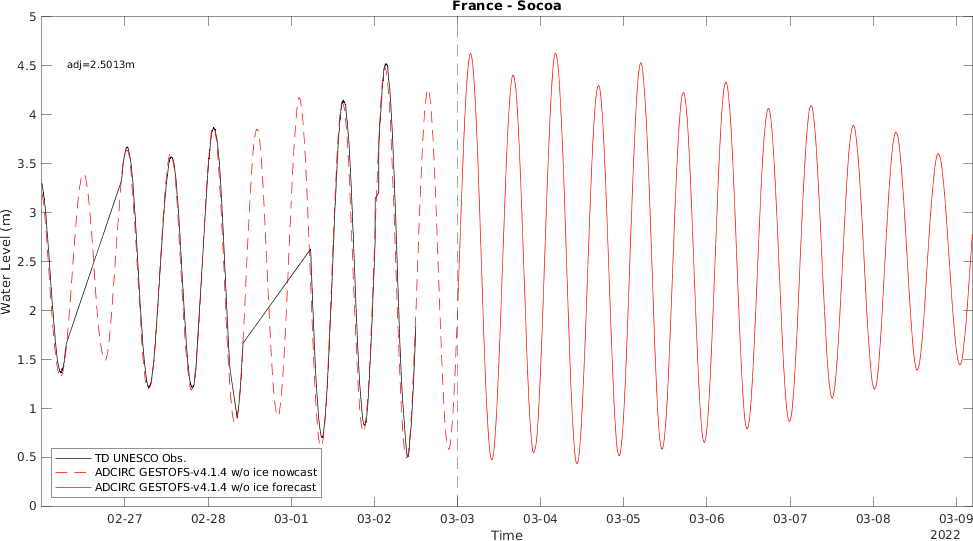 France - Socoa
adj=2.5013m
5
4.5
4
3.5
3
2.5
2
1.5
1
0.5
0
Water Level (m)
TD UNESCO Obs.
ADCIRC GESTOFS-v4.1.4 w/o ice nowcast
ADCIRC GESTOFS-v4.1.4 w/o ice forecast
02-27 02-28 03-01 03-02 03-03 03-04 03-05 03-06 03-07 03-08 03-09
Time
2022